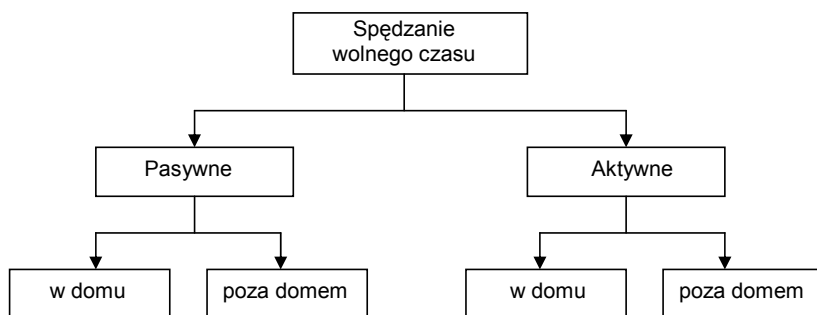 Spędzanie
wolnego czasu
Pasywne
Aktywne
w domu
poza domem
w domu
poza domem